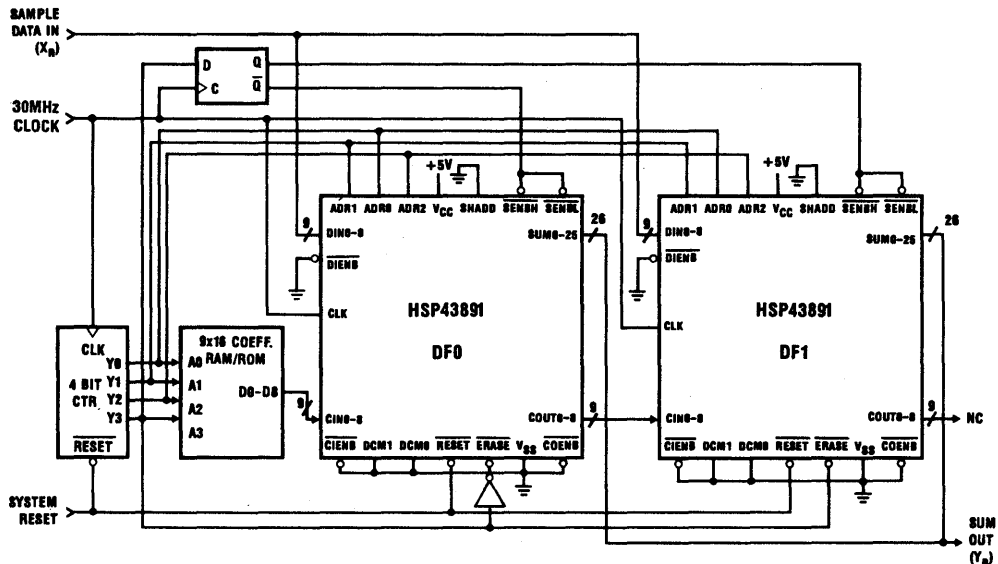 SAMPLE
DATA IN
(Xn)
30MHz
CLOCK
D Q
C Q
CLK
4 BIT
CTR
RESET
Y0
Y1
Y2
Y3
9x16 COEFF.
RAM/ROM
A0
A1
A2
A3
D0-D8
9
+5V
ADR1 ADR0 ADR2 VCC SHADD SENBH SENBL
9
DIN0-8
DIENB
CLK
HSP43891
DF0
SUM0-25
26
CIN0-8
COUT0-8
9
CIENB DCM1 DCM0 RESET ERASE VSS COENB
+5V
ADR1 ADR0 ADR2 VCC SHADD SENBH SENBL
9
DIN0-8
DIENB
CLK
HSP43891
DF1
SUM0-25
26
CIN0-8
COUT0-8
9
NC
CIENB DCM1 DCM0 RESET ERASE VSS COENB
SYSTEM
RESET
SUM
OUT
(Yn)